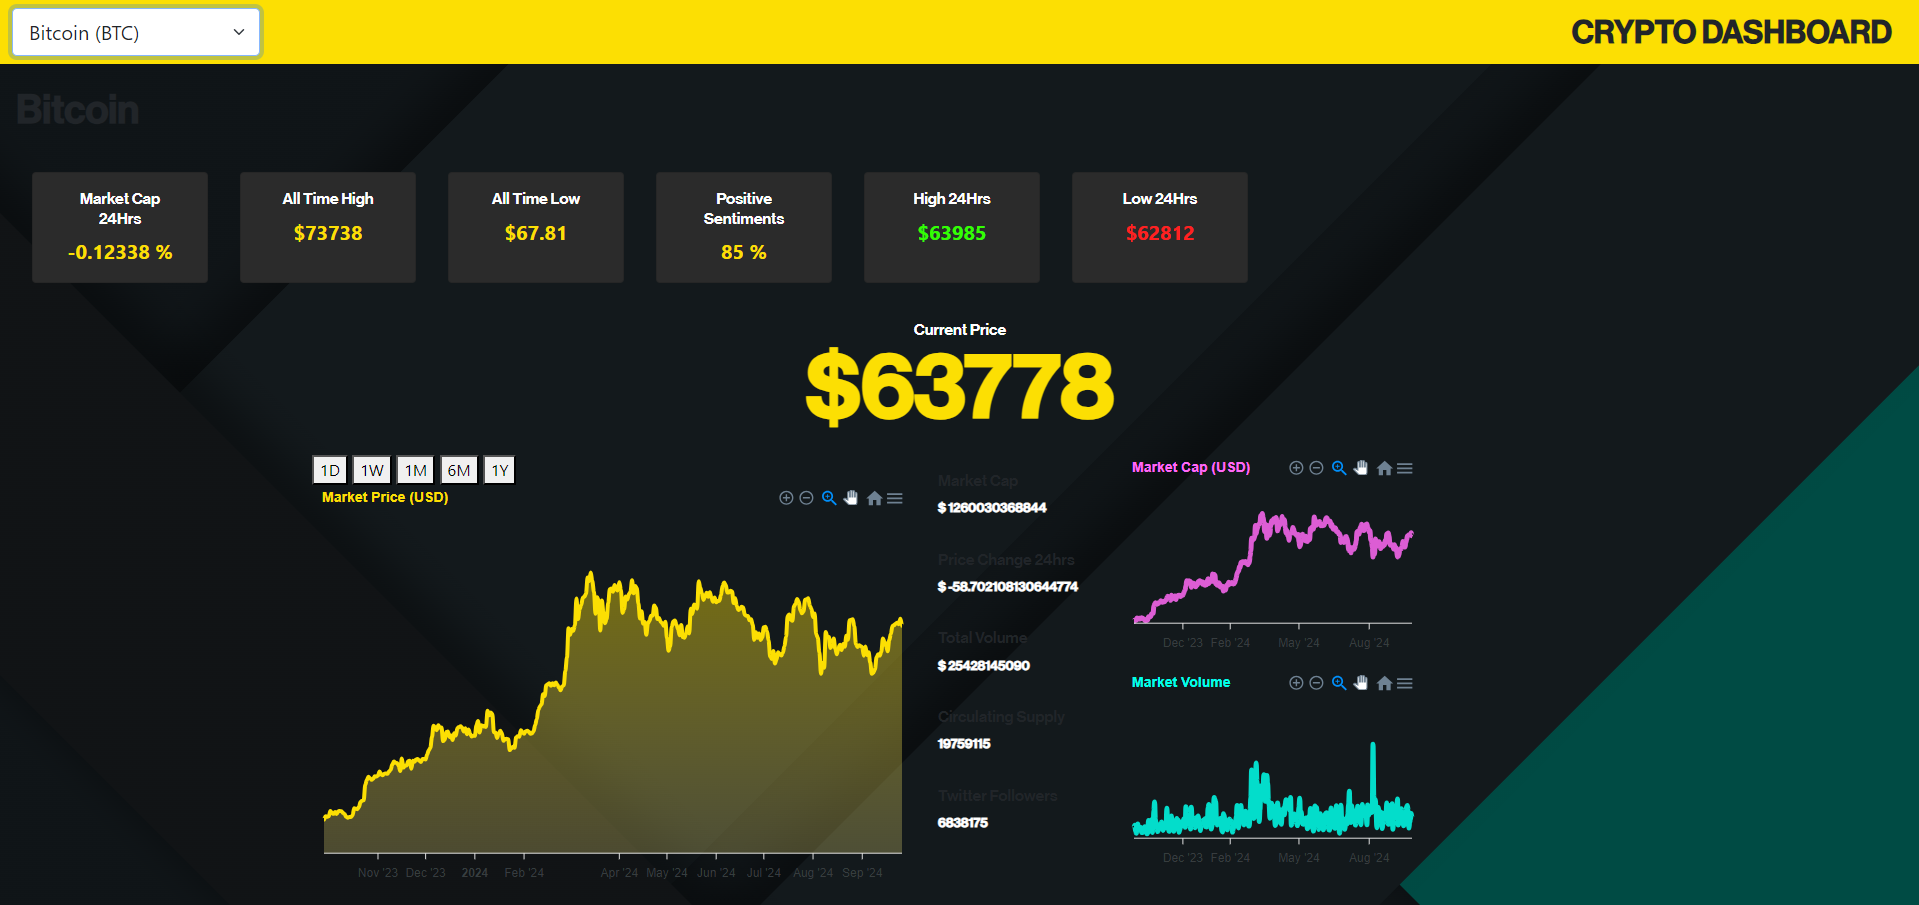 Bitcoin (BTC)
CRYPTO DASHBOARD
Bitcoin
Market Cap
24Hrs
-0.12338 %
All Time High
$73738
All Time Low
$67.81
Positive
Sentiments
85 %
High 24Hrs
$63985
Low 24Hrs
$62812
Current Price
$63778
1D 1W 1M 6M 1Y
Market Price (USD)
Nov '23 Dec '23 2024 Feb '24 Apr '24 May '24 Jun '24 Jul '24 Aug '24 Sep '24
Market Cap
$ 1260030368844
Price Change 24hrs
$ -58.702108130644774
Total Volume
$ 25428145090
Circulating Supply
19759115
Twitter Followers
6838175
Market Cap (USD)
Dec '23 Feb '24 May '24 Aug '24
Market Volume
Dec '23 Feb '24 May '24 Aug '24